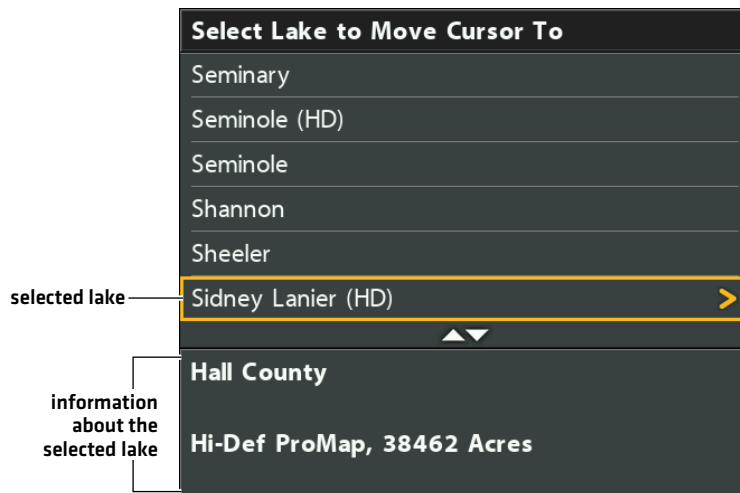 Select Lake to Move Cursor To
Seminary
Seminole (HD)
Seminole
Shannon
Sheeler
selected lake
Sidney Lanier (HD)
Hall County
information
about the
selected lake
Hi-Def ProMap, 38462 Acres